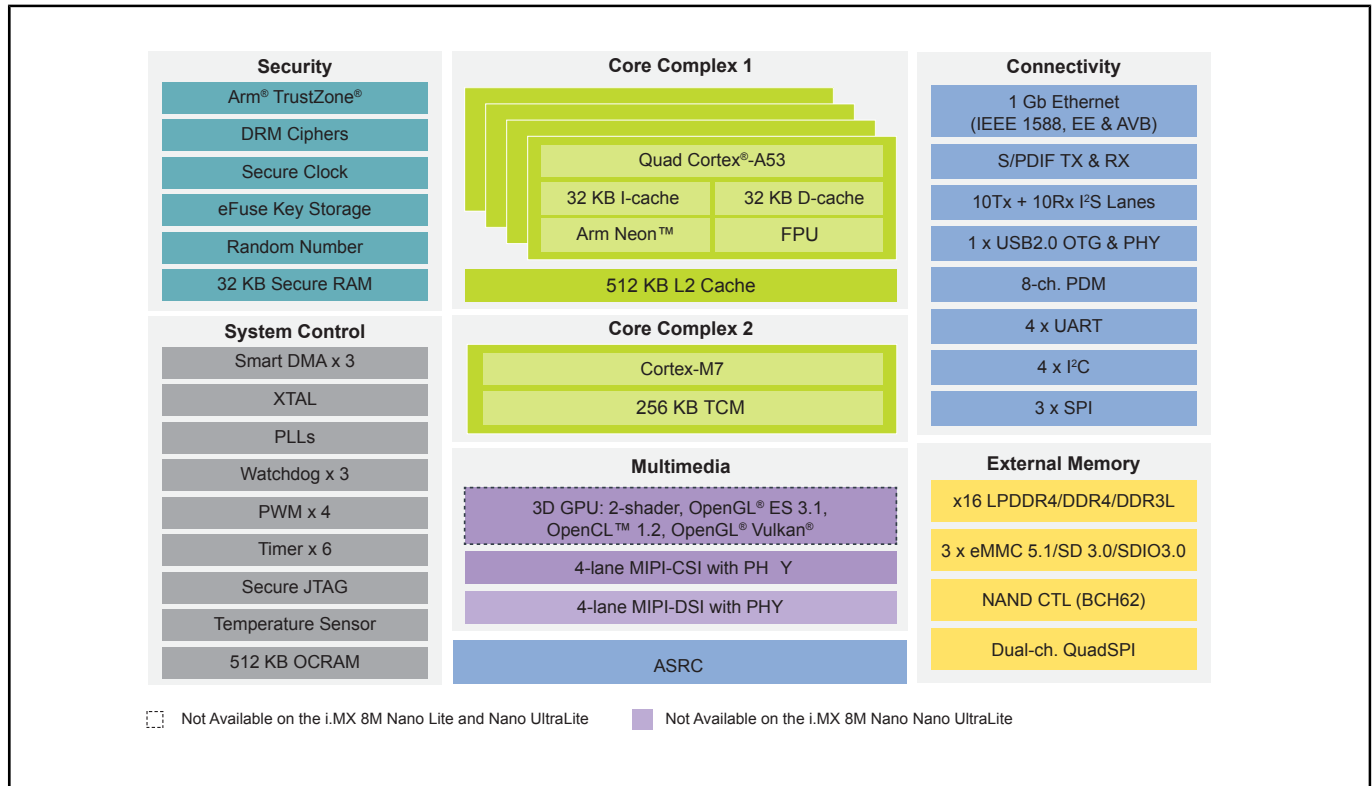 Security
Arm® TrustZone®
DRM Ciphers
Secure Clock
eFuse Key Storage
Random Number
32 KB Secure RAM
System Control
Smart DMA x 3
XTAL
PLLs
Watchdog x 3
PWM x 4
Timer x 6
Secure JTAG
Temperature Sensor
512 KB OCRAM
Core Complex 1
Quad Cortex®-A53
32 KB I-cache
32 KB D-cache
Arm Neon™
FPU
512 KB L2 Cache
Core Complex 2
Cortex-M7
256 KB TCM
Multimedia
3D GPU: 2-shader, OpenGL® ES 3.1,
OpenCL™ 1.2, OpenGL® Vulkan®
4-lane MIPI-CSI with PH Y
4-lane MIPI-DSI with PHY
ASRC
Connectivity
1 Gb Ethernet
(IEEE 1588, EE & AVB)
S/PDIF TX & RX
10Tx + 10Rx I²S Lanes
1 x USB2.0 OTG & PHY
8-ch. PDM
4 x UART
4 x I²C
3 x SPI
External Memory
x16 LPDDR4/DDR4/DDR3L
3 x eMMC 5.1/SD 3.0/SDIO3.0
NAND CTL (BCH62)
Dual-ch. QuadSPI
Not Available on the i.MX 8M Nano Lite and Nano UltraLite
Not Available on the i.MX 8M Nano Nano UltraLite